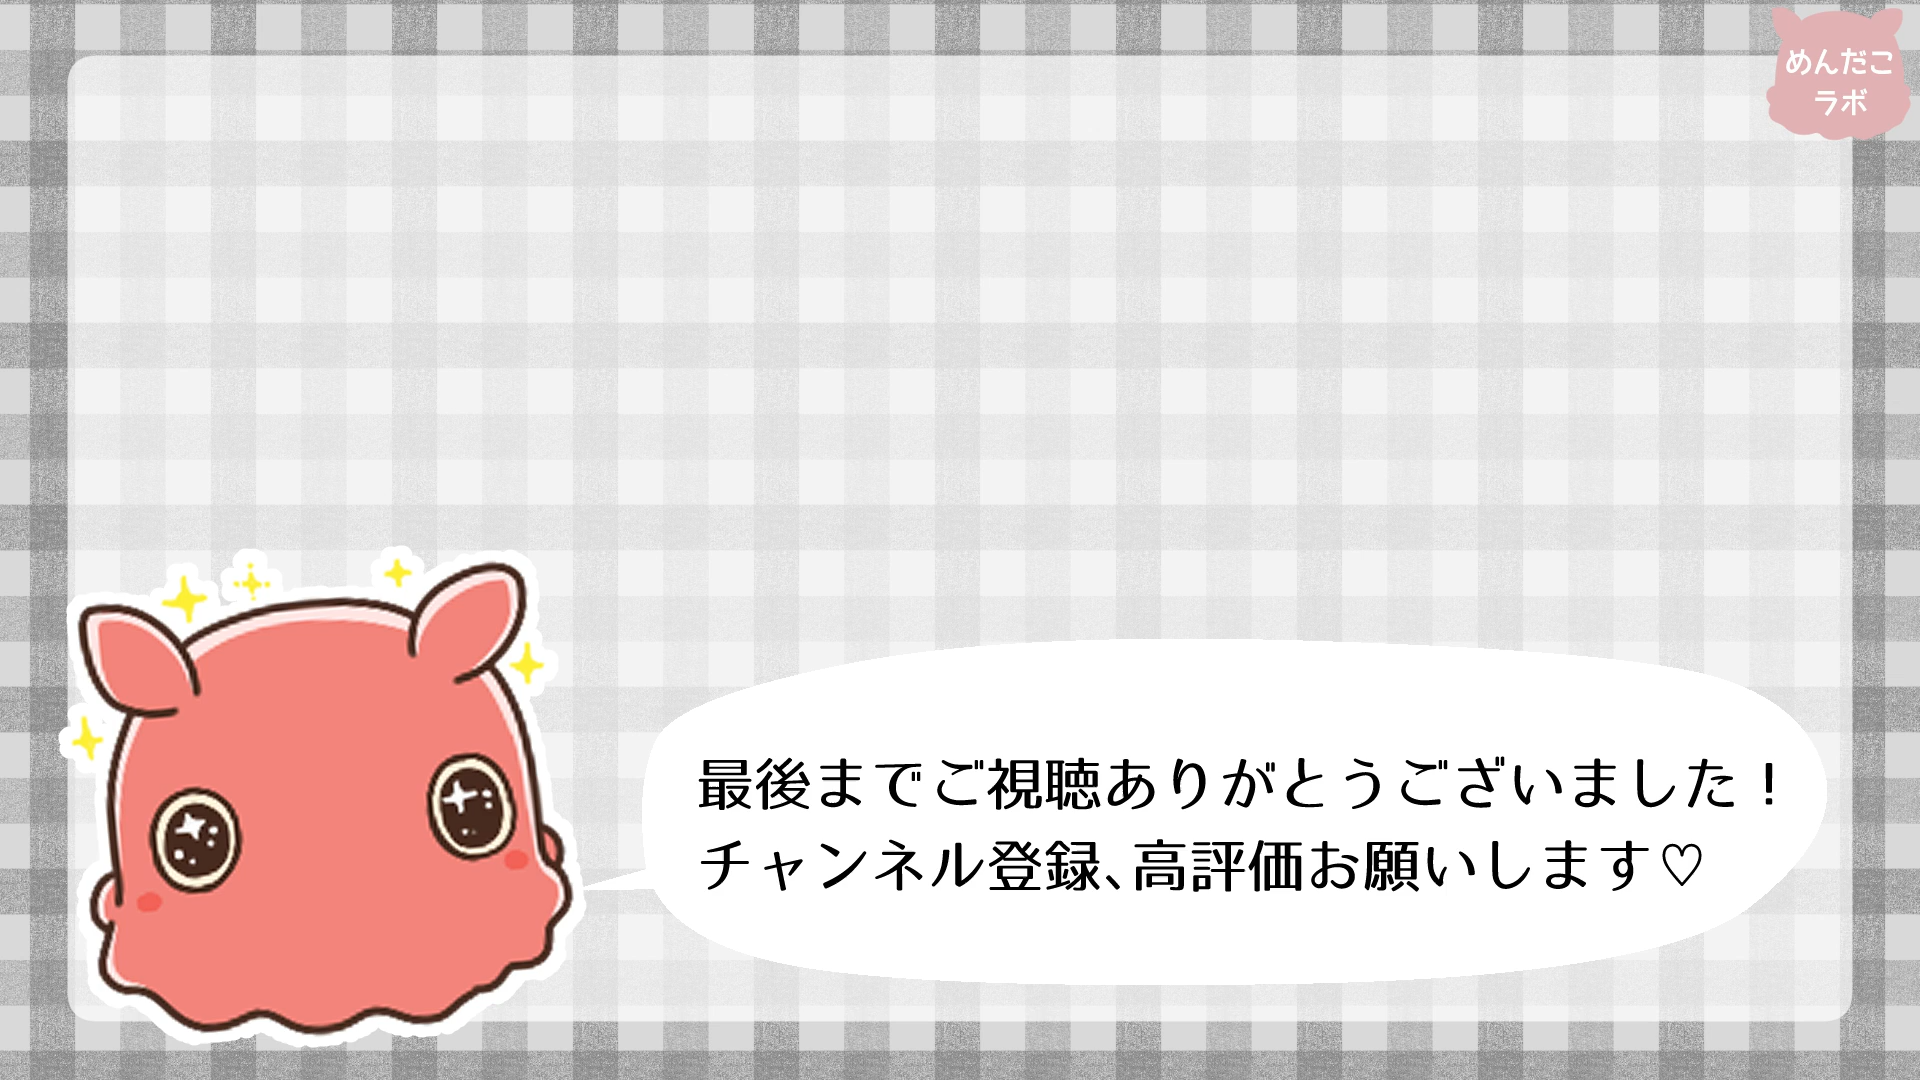 めんだこ
ラボ
最後までご視聴ありがとうございました！
チャンネル登録、高評価お願いします♡